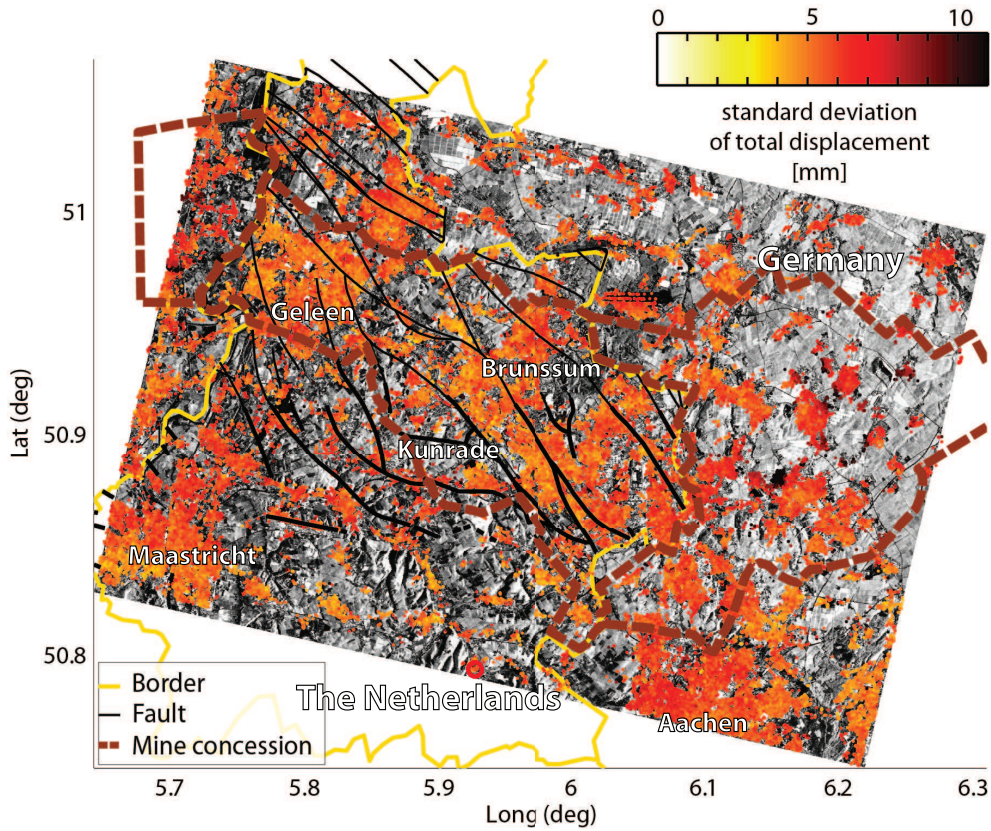 0 5 10
standard deviation
of total displacement
[mm]
51
50.9
50.8
Lat (deg)
Germany
Geleen
Brunssum
Kunrade
Maastricht
The Netherlands
Aachen
Border
Fault
Mine concession
5.7 5.8 5.9 6 6.1 6.2 6.3
Long (deg)